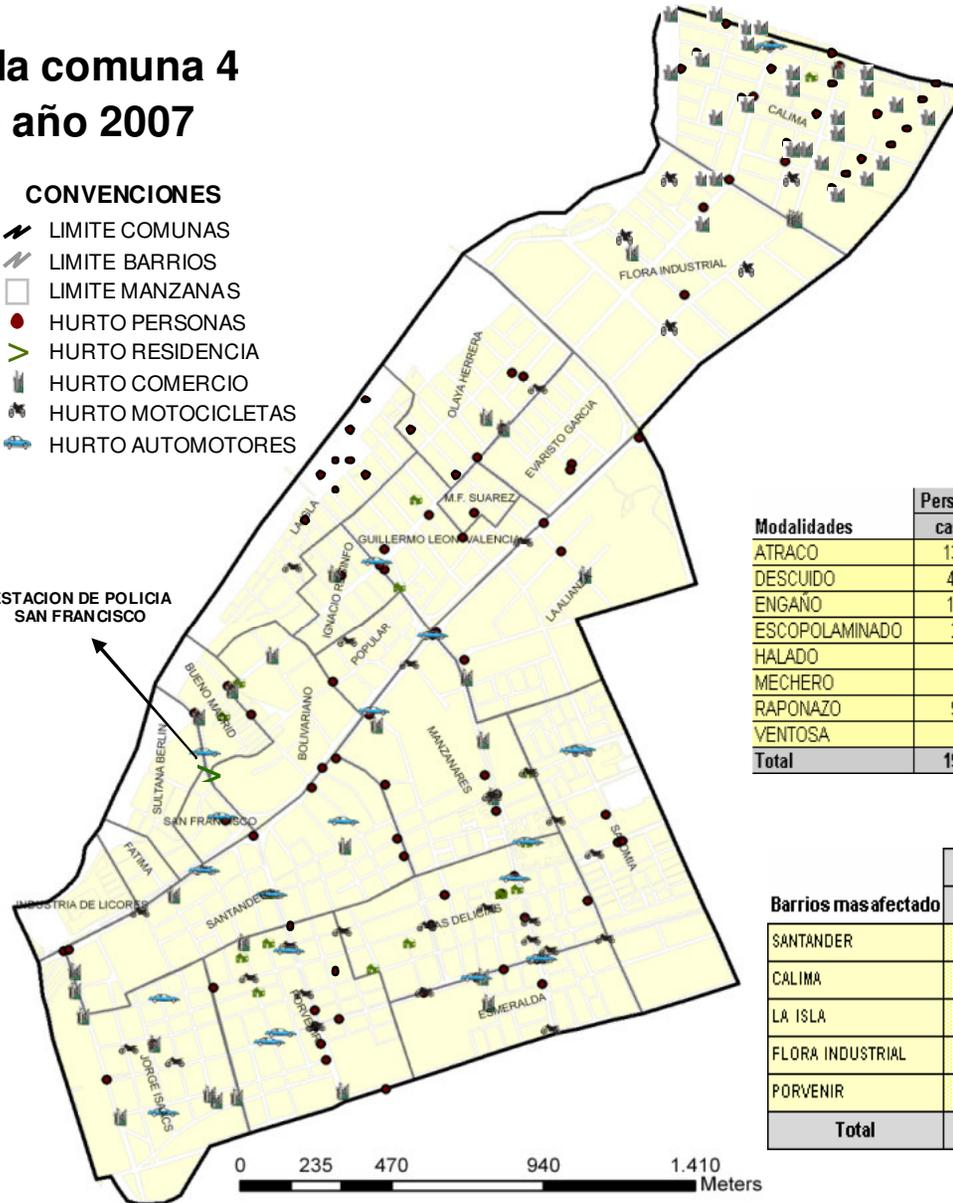 la comuna 4
año 2007
CONVENCIONES
LIMITE COMUNAS
LIMITE BARRIOS
LIMITE MANZANAS
HURTO PERSONAS
HURTO RESIDENCIA
HURTO COMERCIO
HURTO MOTOCICLETAS
HURTO AUTOMOTORES
CALIMA
FLORA INDUSTRIAL
OLAYA HERRERA
EVARISTO GARCIA
M.F. SUAREZ
LA ISLA
GUILLERMO LEON VALENCIA
IGNACIO
POPULAR
LA ALIANZA
ESTACION DE POLICIA
SAN FRANCISCO
BUENO MADRID
BOLIVARIANO
SULTANA BERLIN
MANZANARES
SAN FRANCISCO
FATIMA
SALOMIA
INDUSTRIA DE LICORES
SANTANDER
LAS DELICIAS
PORVENIR
ESMERALDA
JORGE ISAACS
Modalidades
ATRACO
DESCUIDO
ENGAÑO
ESCOPOLAMINADO
HALADO
MECHERO
RAPONAZO
VENTOSA
Total
Barrios mas afectado
SANTANDER
CALIMA
LA ISLA
FLORA INDUSTRIAL
PORVENIR
Total
0 235 470 940 1.410
Meters